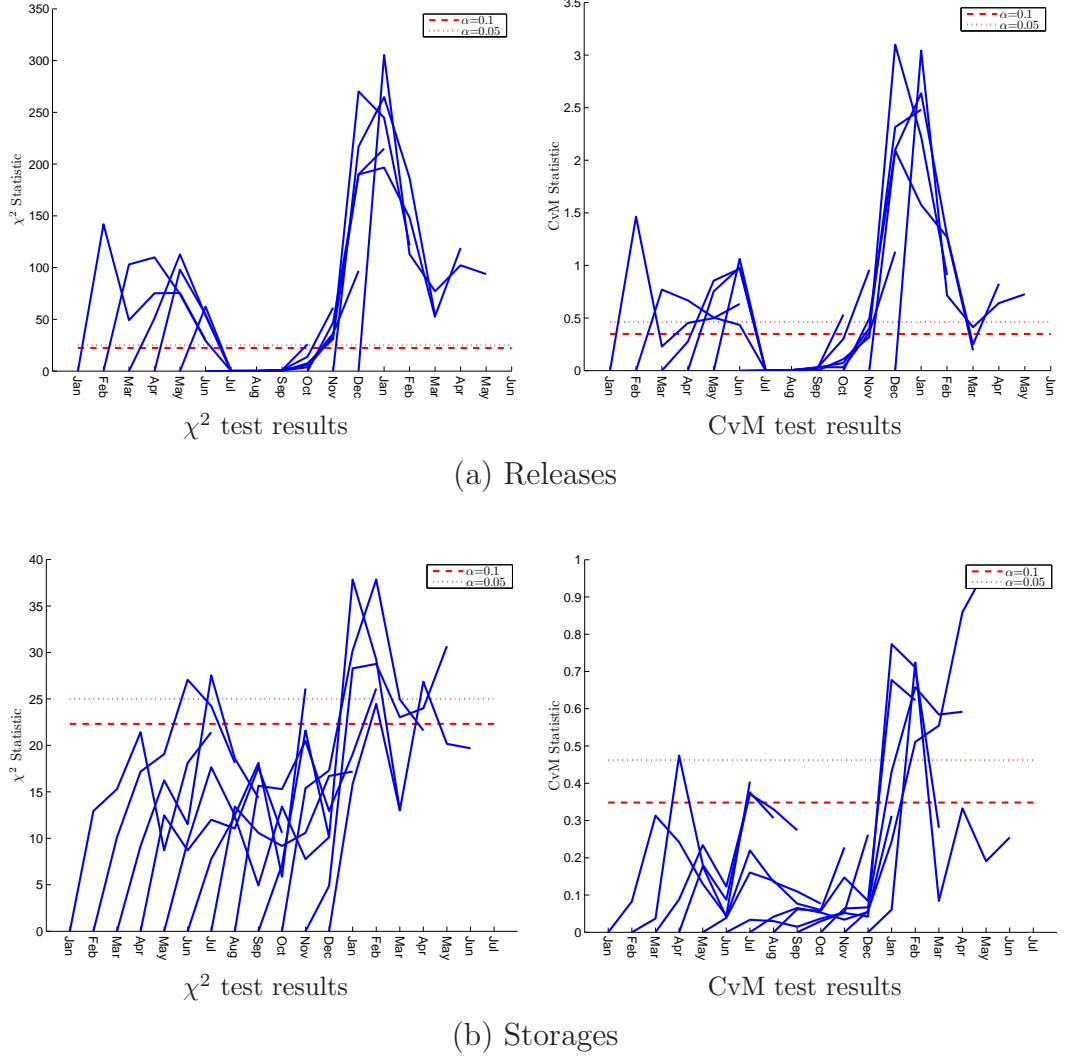 350
300
250
200
150
100
50
0
χ² Statistic
α=0.1
α=0.05
Jan Feb Mar Apr May Jun Jul Aug Sep Oct Nov Dec Jan Feb Mar Apr May Jun
χ² test results
3.5
3
2.5
2
1.5
1
0.5
0
CvM Statistic
α=0.1
α=0.05
Jan Feb Mar Apr May Jun Jul Aug Sep Oct Nov Dec Jan Feb Mar Apr May Jun
CvM test results
(a) Releases
40
35
30
25
20
15
10
5
0
χ² Statistic
α=0.1
α=0.05
Jan Feb Mar Apr May Jun Jul Aug Sep Oct Nov Dec Jan Feb Mar Apr May Jun Jul
χ² test results
1
0.9
0.8
0.7
0.6
0.5
0.4
0.3
0.2
0.1
0
CvM Statistic
α=0.1
α=0.05
Jan Feb Mar Apr May Jun Jul Aug Sep Oct Nov Dec Jan Feb Mar Apr May Jun Jul
CvM test results
(b) Storages